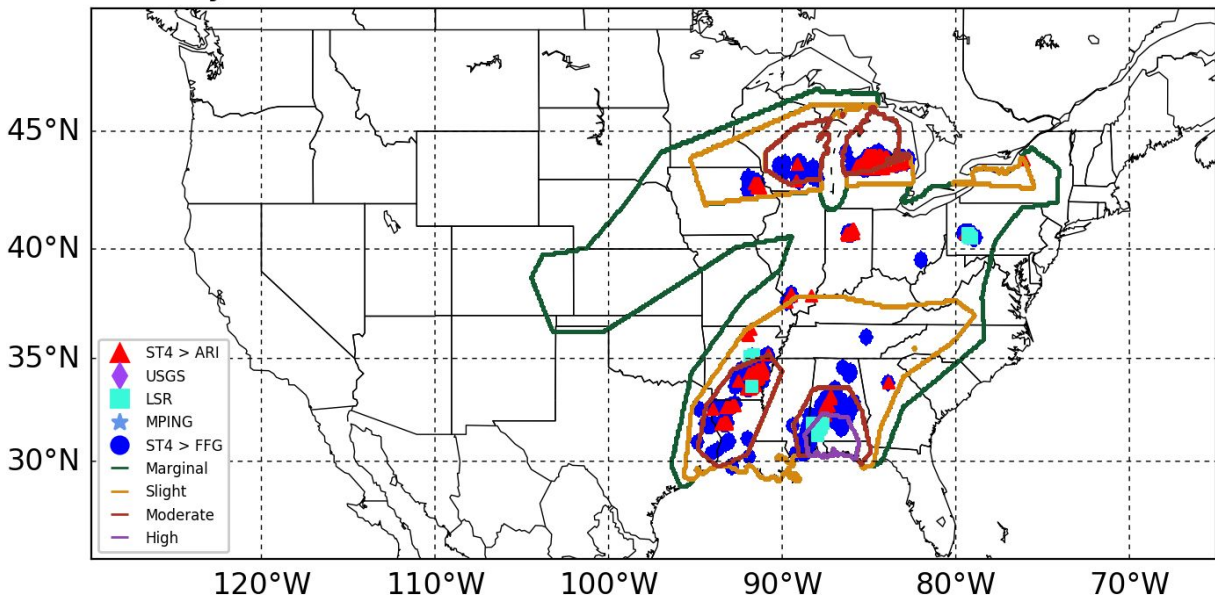 45°N
40°N
35°N
30°N
ST4 > ARI
USGS
LSR
MPING
ST4 > FFG
Marginal
Slight
Moderate
High
120°W 110°W 100°W 90°W 80°W 70°W